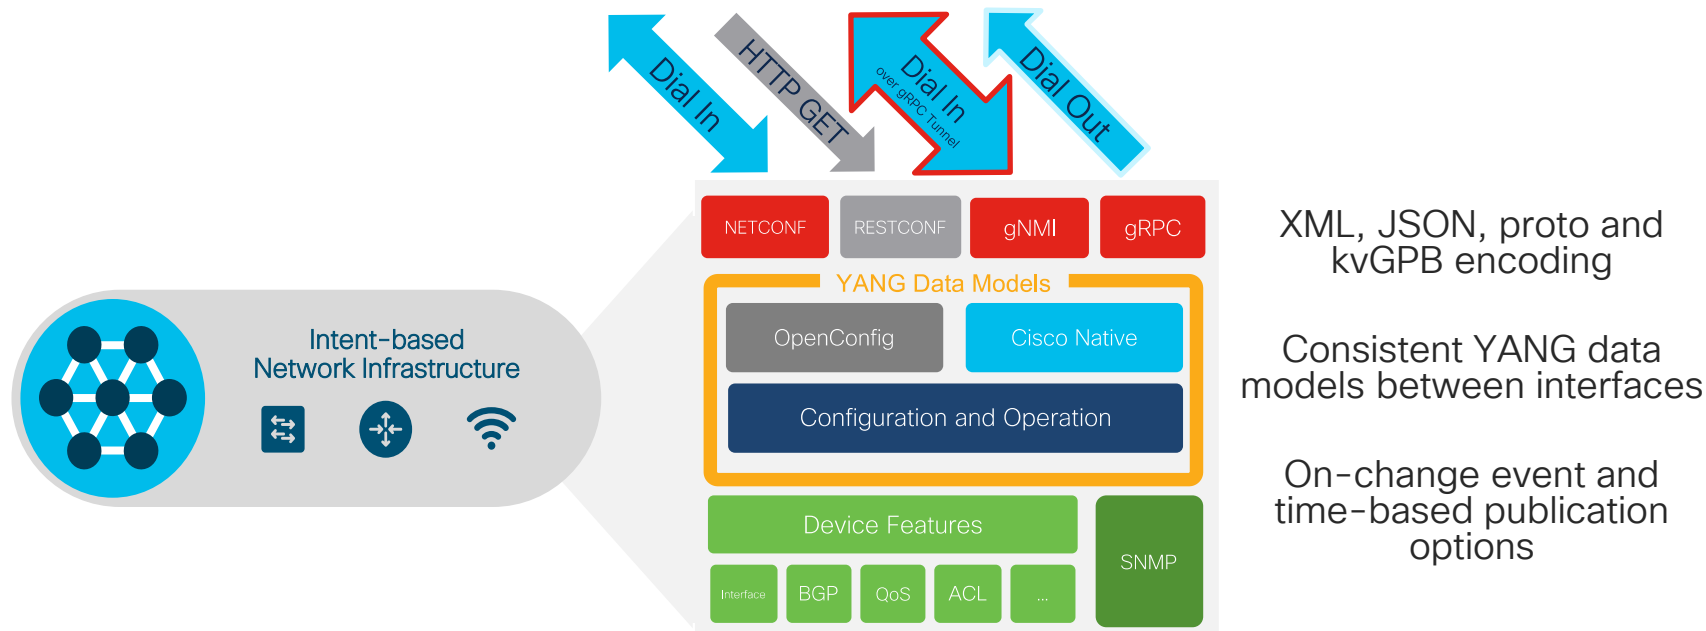 Dial In
HTTP GET
Dial In
over gRPC Tunnel
Dial Out
NETCONF
RESTCONF
gNMI
gRPC
YANG Data Models
OpenConfig
Cisco Native
Configuration and Operation
Device Features
Interface
BGP
QoS
ACL
...
SNMP
Intent-based
Network Infrastructure
XML, JSON, proto and
kvGPB encoding
Consistent YANG data
models between interfaces
On-change event and
time-based publication
options